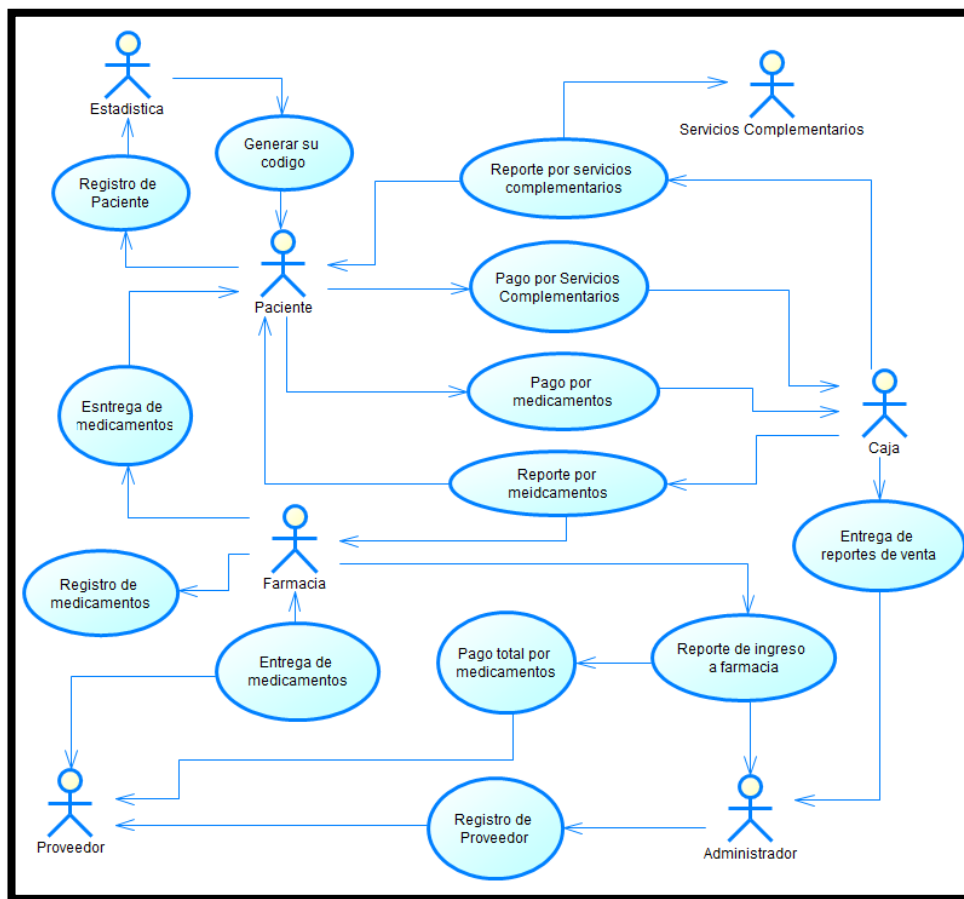 Estadistica
Servicios Complementarios
Generar su
codigo
Registro de
Paciente
Reporte por servicios
complementarios
Paciente
Pago por Servicios
Complementarios
Esntrega de
medicamentos
Pago por
medicamentos
Caja
Reporte por
meidcamentos
Entrega de
reportes de venta
Farmacia
Registro de
medicamentos
Entrega de
medicamentos
Pago total por
medicamentos
Reporte de ingreso
a farmacia
Proveedor
Registro de
Proveedor
Administrador